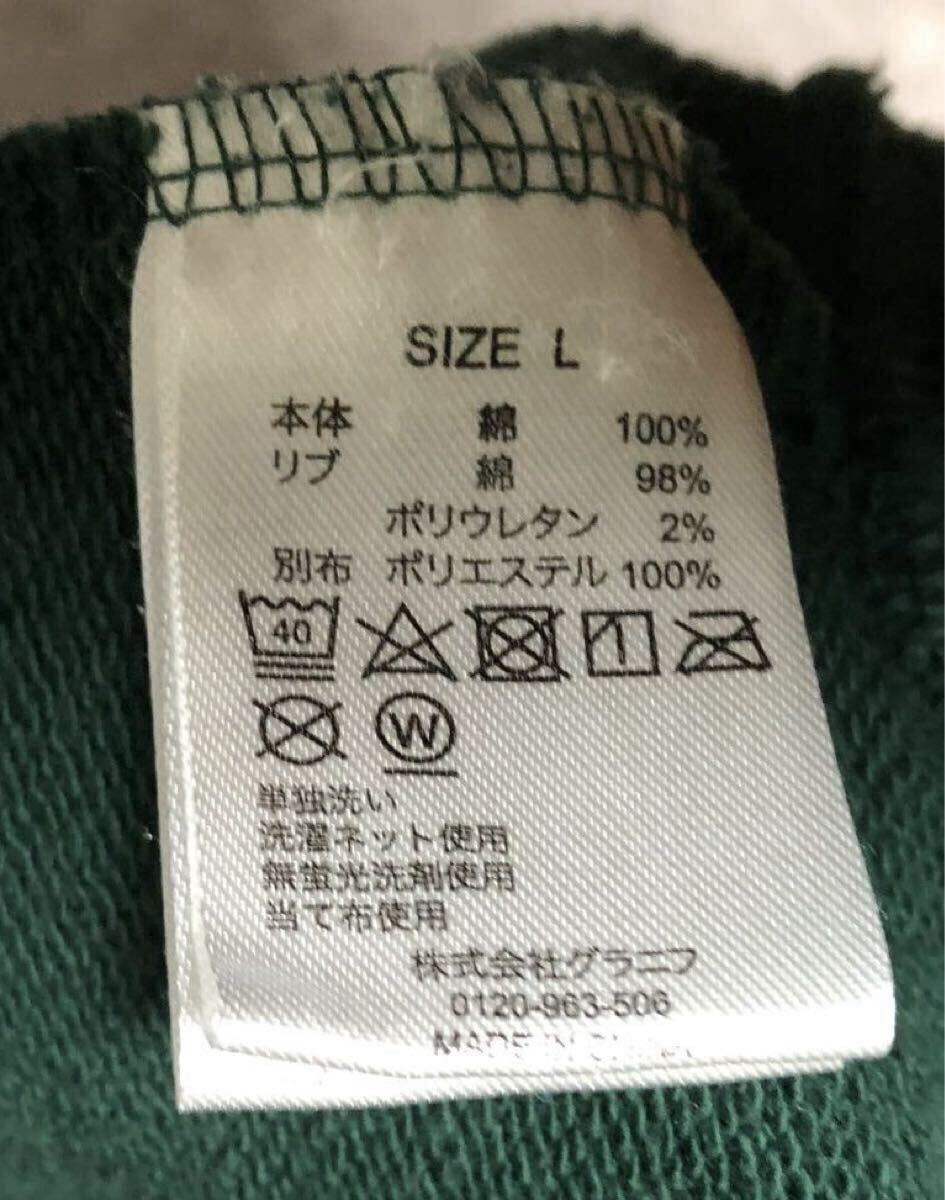 SIZE L
本体 綿 100%
リブ 綿 98%
ポリウレタン 2%
別布 ポリエステル 100%
40
W
単独洗い
洗濯ネット使用
無蛍光洗剤使用
当て布使用
株式会社グラニフ
0120-963-506
MADE IN